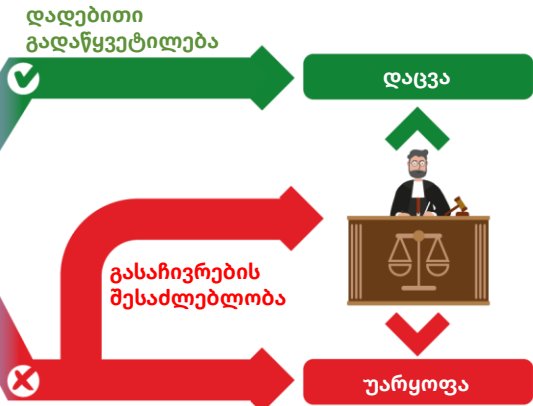 დადებითი
გადაწყვეტილება
დაცვა
გასაჩივრების
შესაძლებლობა
უარყოფა